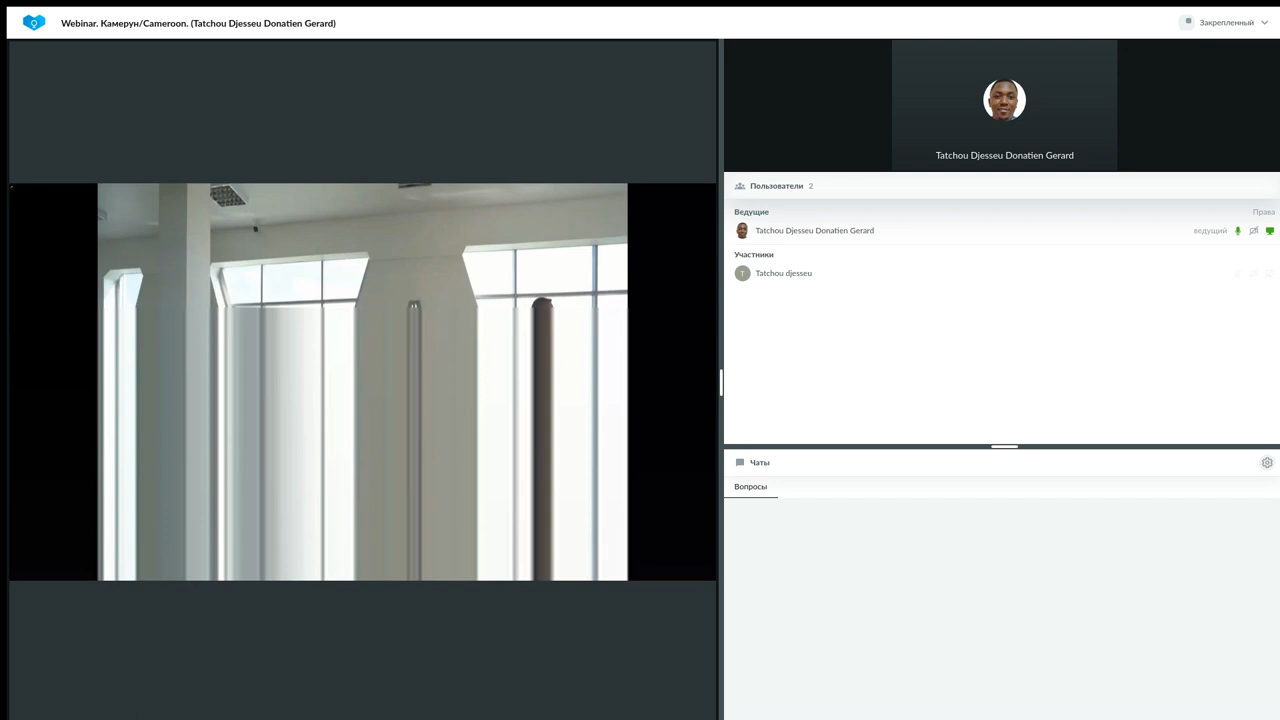 Webinar. Камерун/Cameroon. (Tatchou Djesseu Donatien Gerard)
Закрепленный
Tatchou Djesseu Donatien Gerard
Пользователи 2
Ведущие Права
Tatchou Djesseu Donatien Gerard ведущий
Участники
T Tatchou djesseu
Чаты
Вопросы